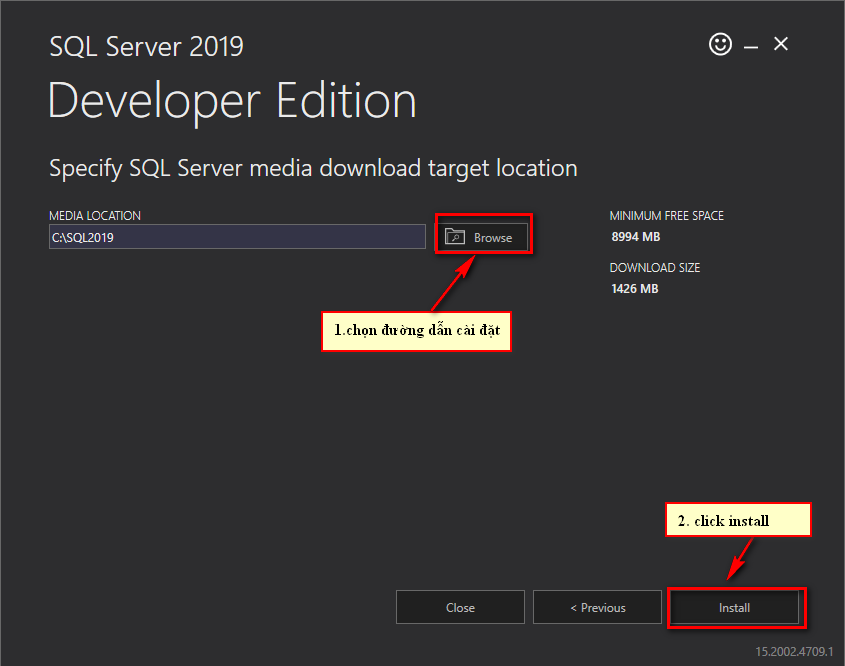 SQL Server 2019
Developer Edition
Specify SQL Server media download target location
MEDIA LOCATION
C:\SQL2019
Browse
MINIMUM FREE SPACE
8994 MB
DOWNLOAD SIZE
1426 MB
1.chọn đường dẫn cài đặt
2. click install
Close
< Previous
Install
15.2002.4709.1